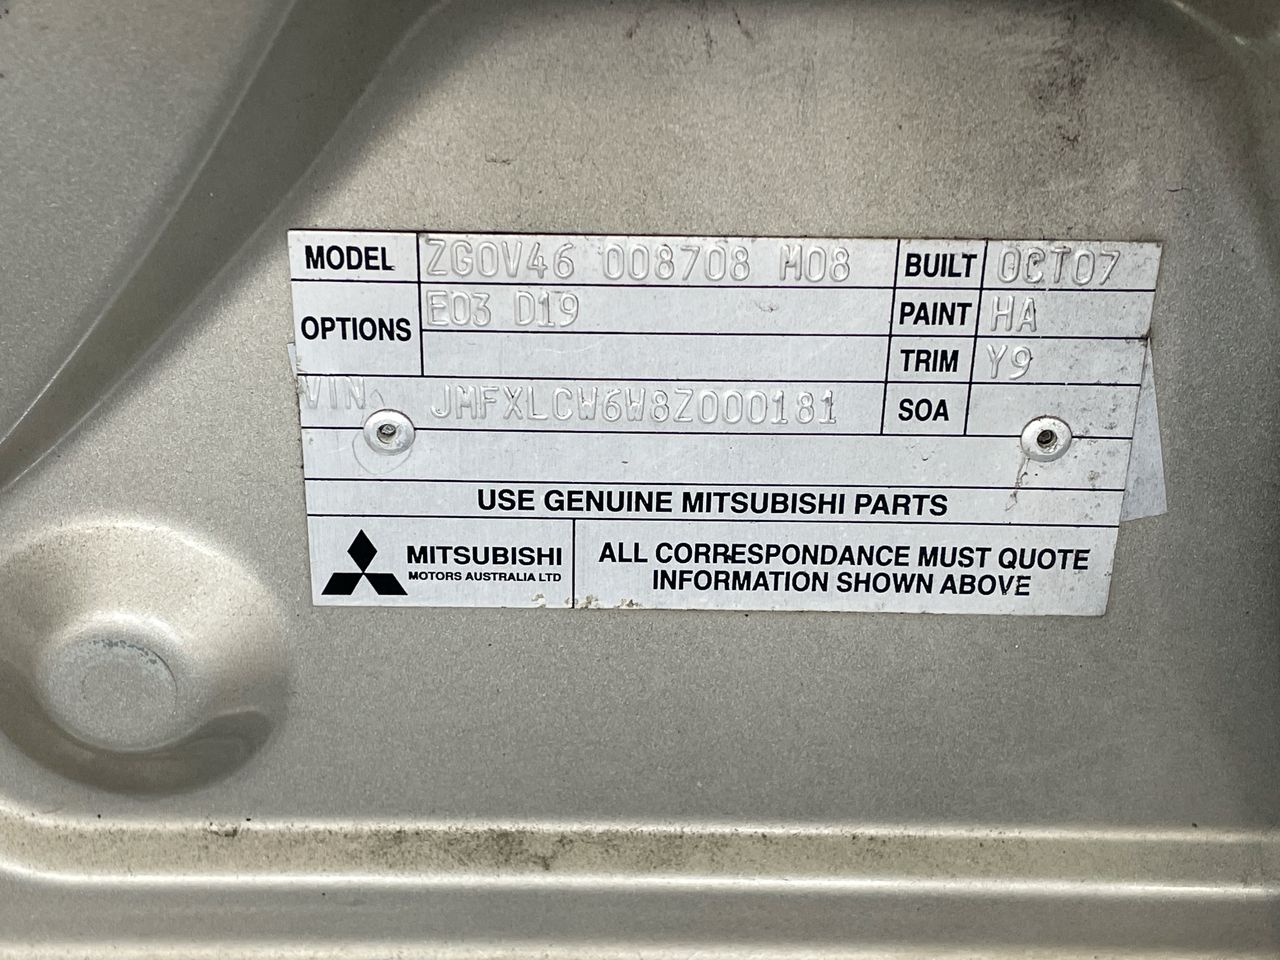 MODEL ZG0V46 008708 M08 BUILT OCT07
OPTIONS E03 D19 PAINT HA
TRIM Y9
VIN JMFXLCW6W8Z000181 SOA
USE GENUINE MITSUBISHI PARTS
MITSUBISHI
MOTORS AUSTRALIA LTD
ALL CORRESPONDANCE MUST QUOTE
INFORMATION SHOWN ABOVE